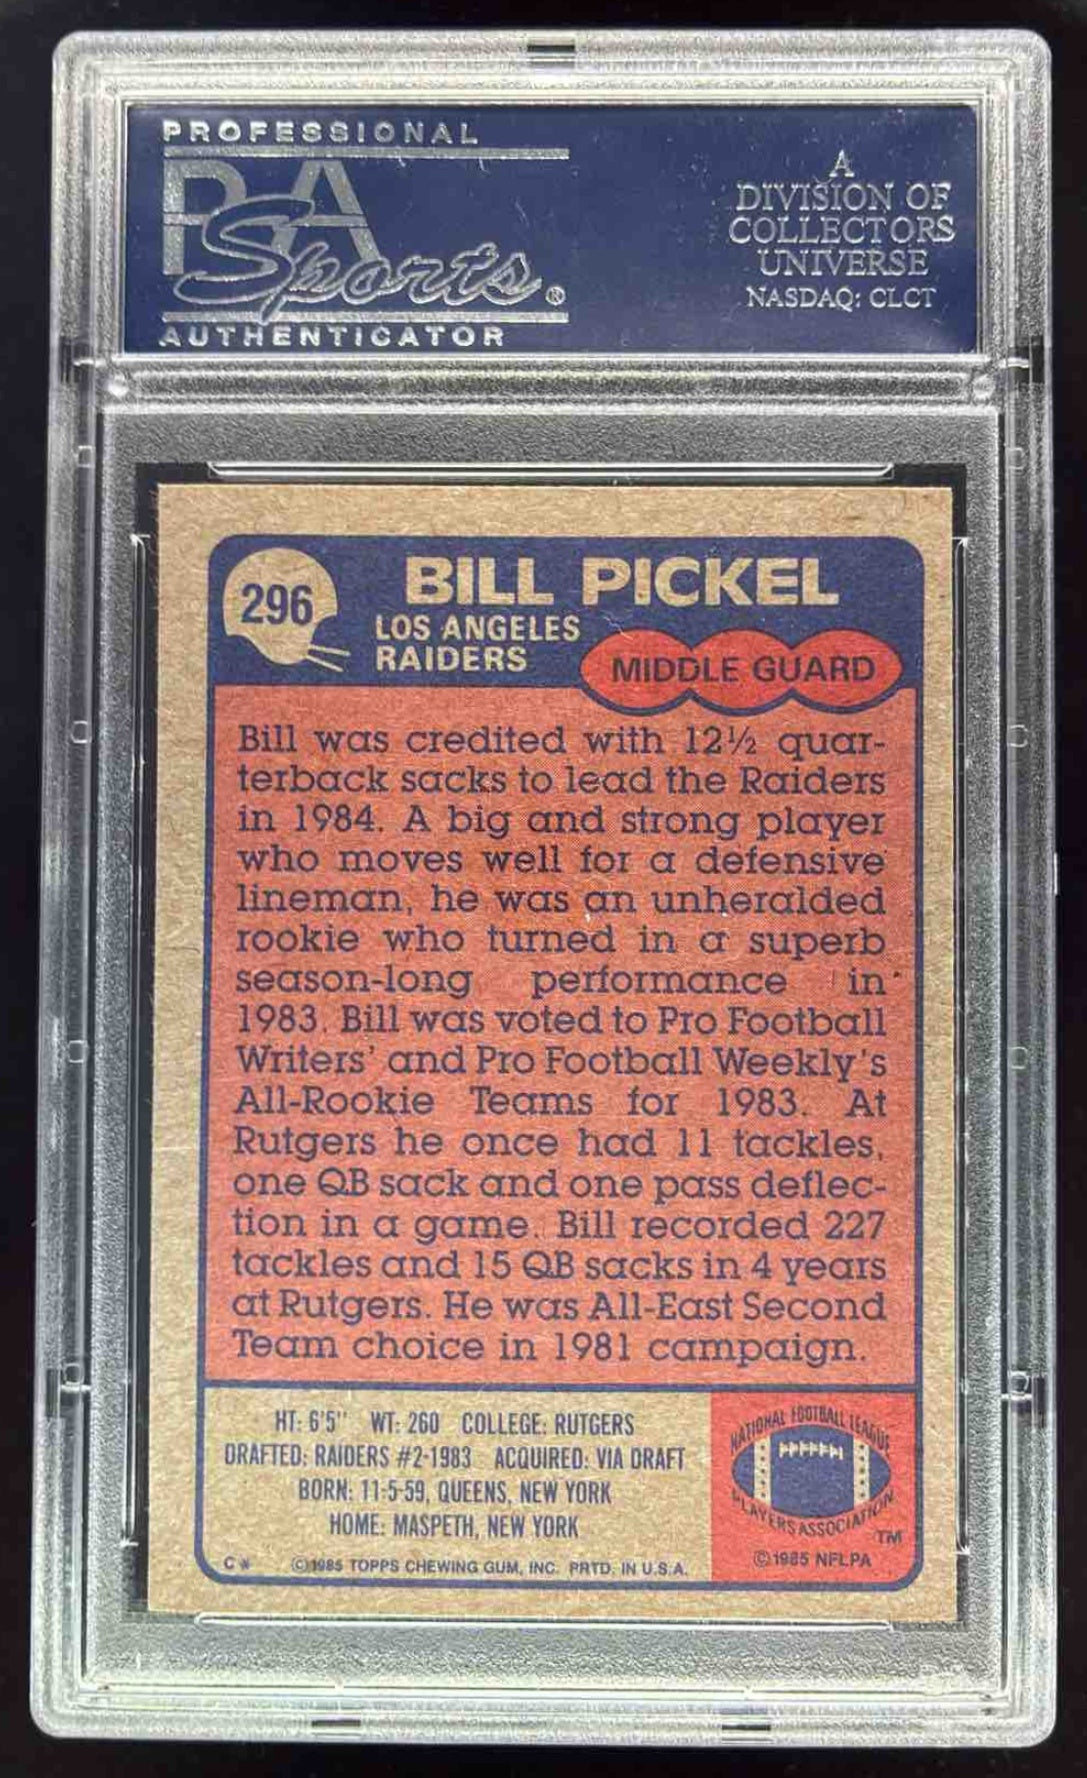 PROFESSIONAL
PSA
Sports®
AUTHENTICATOR
A
DIVISION OF
COLLECTORS
UNIVERSE
NASDAQ: CLCT
296
BILL PICKEL
LOS ANGELES
RAIDERS
MIDDLE GUARD
Bill was credited with 12½ quar-
terback sacks to lead the Raiders
in 1984. A big and strong player
who moves well for a defensive
lineman, he was an unheralded
rookie who turned in a superb
season-long performance in
1983. Bill was voted to Pro Football
Writers' and Pro Football Weekly's
All-Rookie Teams for 1983. At
Rutgers he once had 11 tackles,
one QB sack and one pass deflec-
tion in a game. Bill recorded 227
tackles and 15 QB sacks in 4 years
at Rutgers. He was All-East Second
Team choice in 1981 campaign.
HT: 6'5" WT: 260 COLLEGE: RUTGERS
DRAFTED: RAIDERS #2-1983 ACQUIRED: VIA DRAFT
BORN: 11-5-59, QUEENS, NEW YORK
HOME: MASPETH, NEW YORK
C* ©1985 TOPPS CHEWING GUM, INC. PRTD. IN U.S.A.
NATIONAL FOOTBALL LEAGUE
PLAYERS ASSOCIATION
TM
©1985 NFLPA